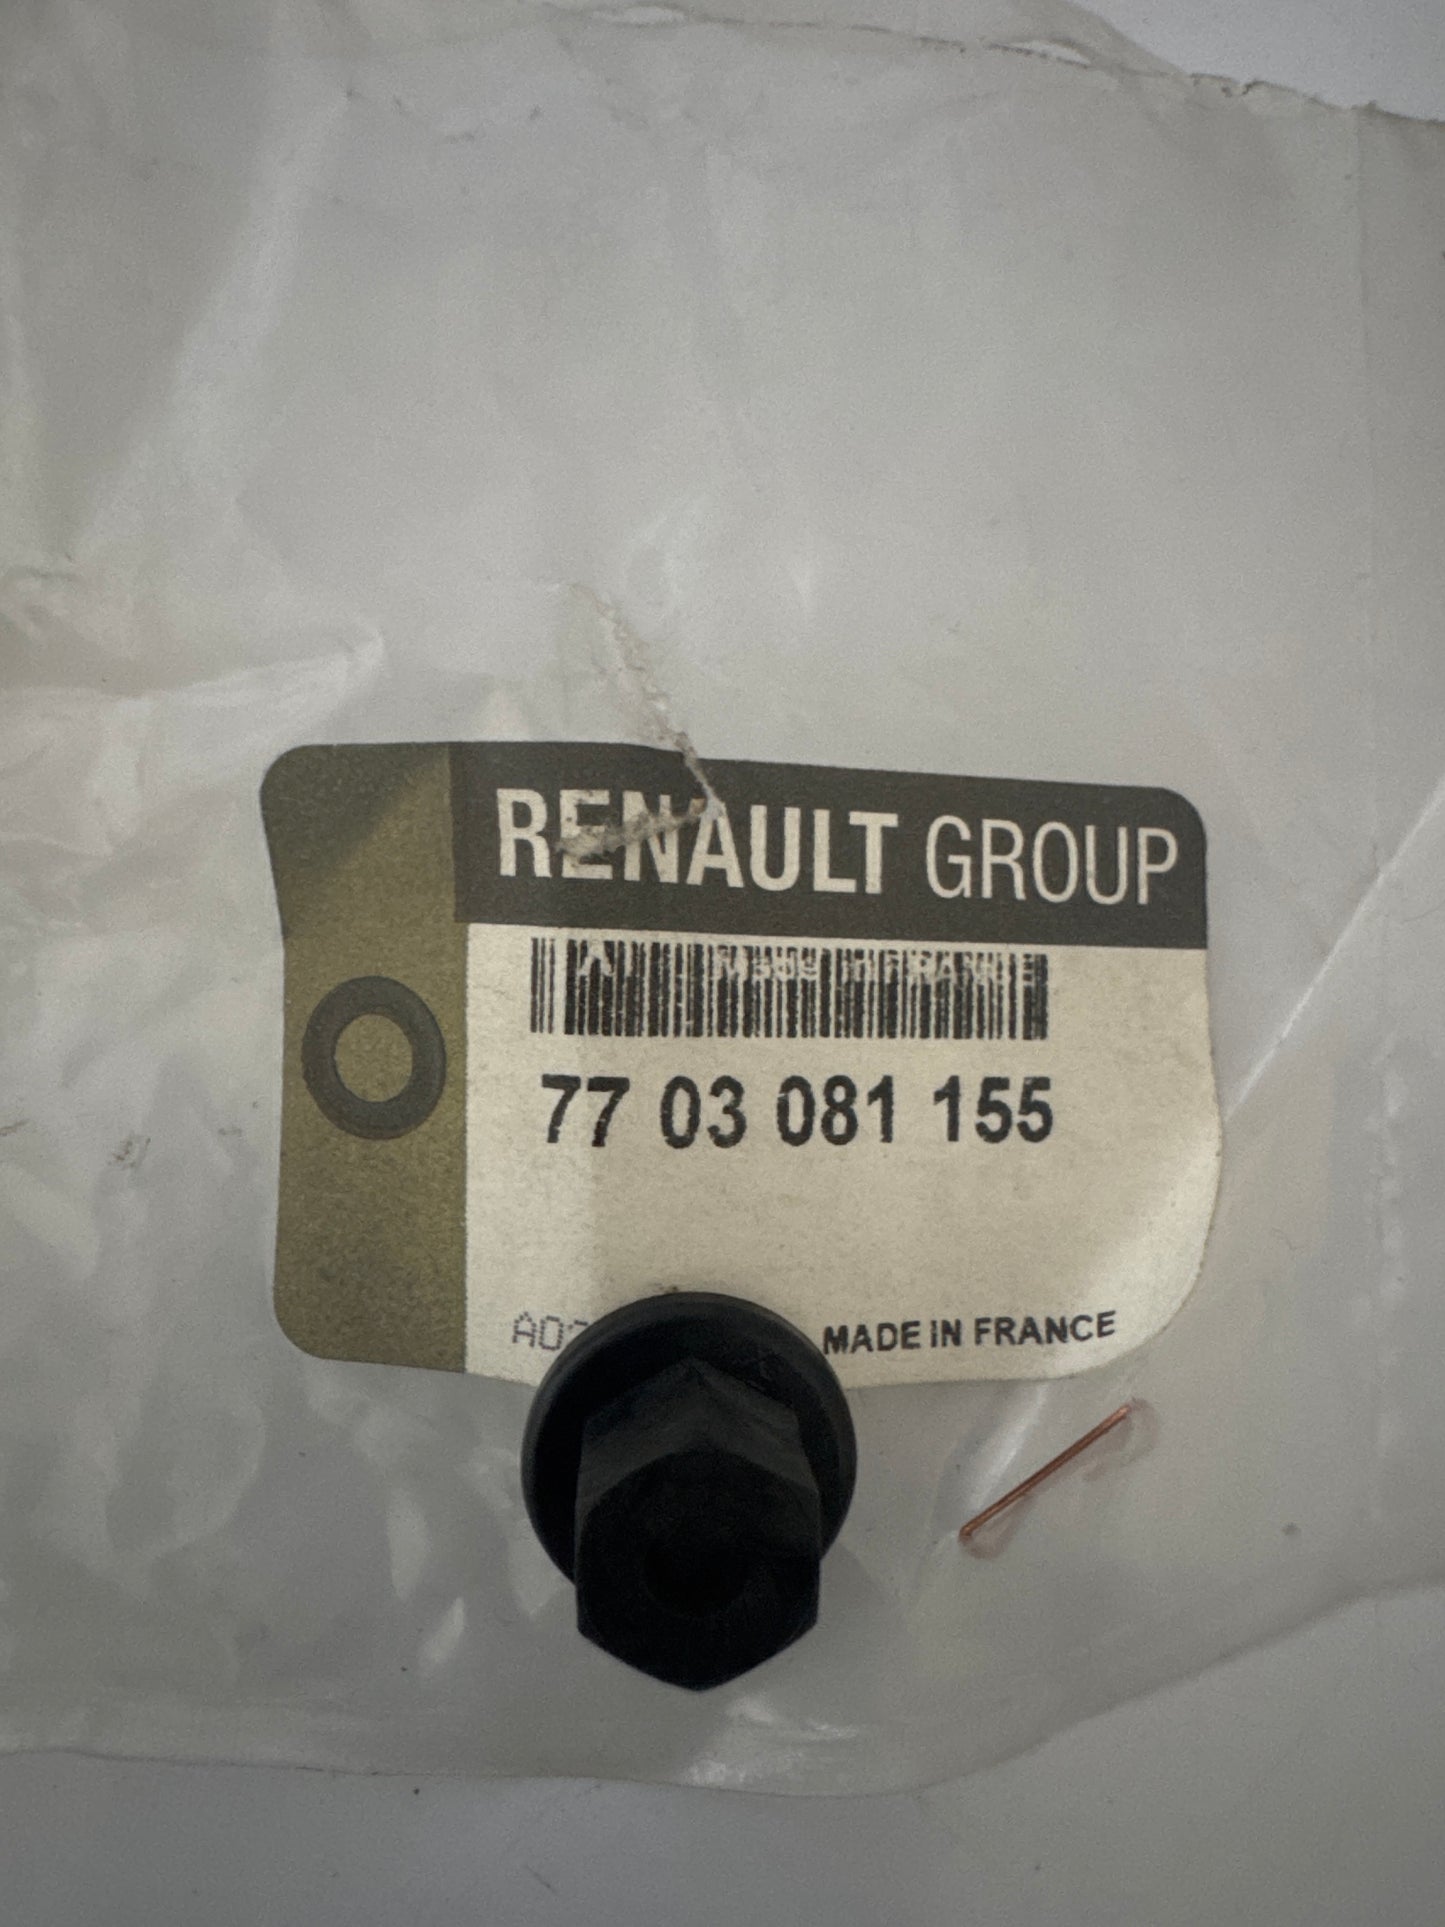 RENAULT GROUP
77 03 081 155
MADE IN FRANCE